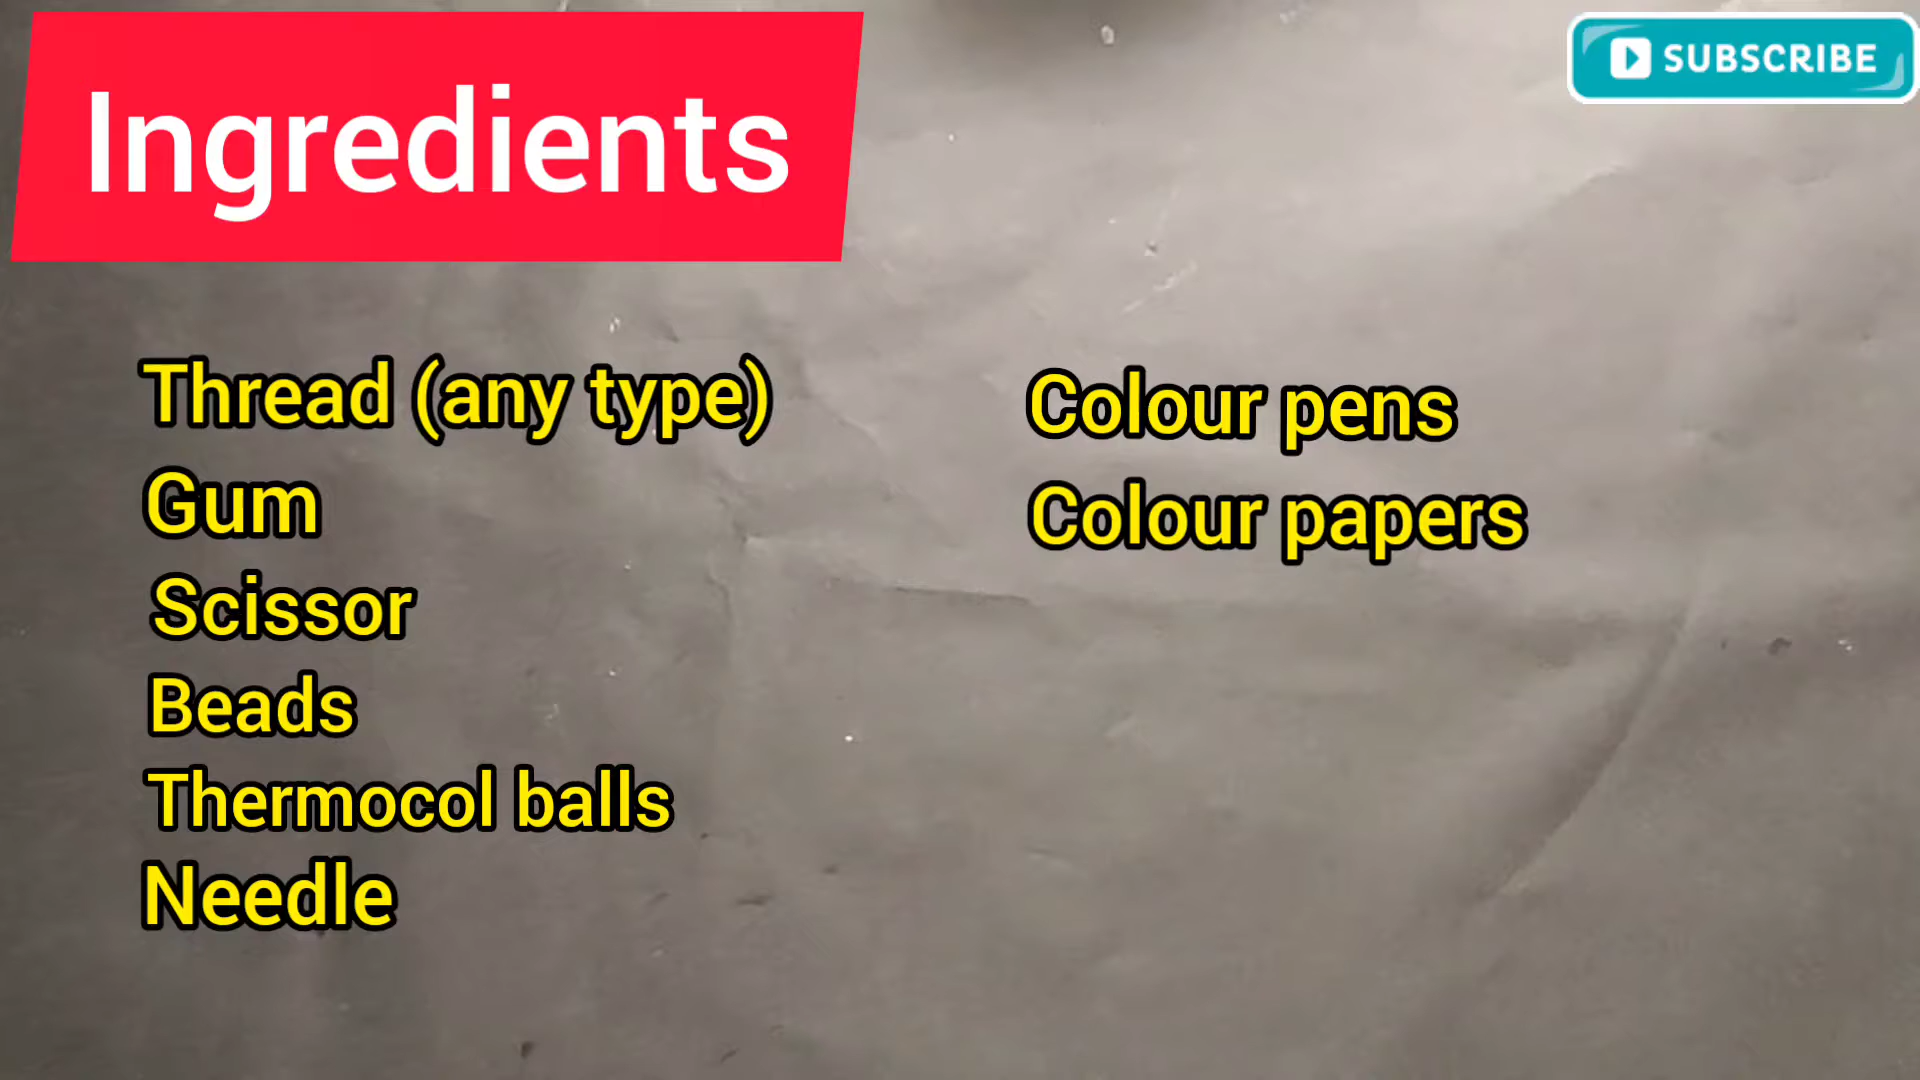 Ingredients
SUBSCRIBE
Thread (any type)
Gum
Scissor
Beads
Thermocol balls
Needle
Colour pens
Colour papers